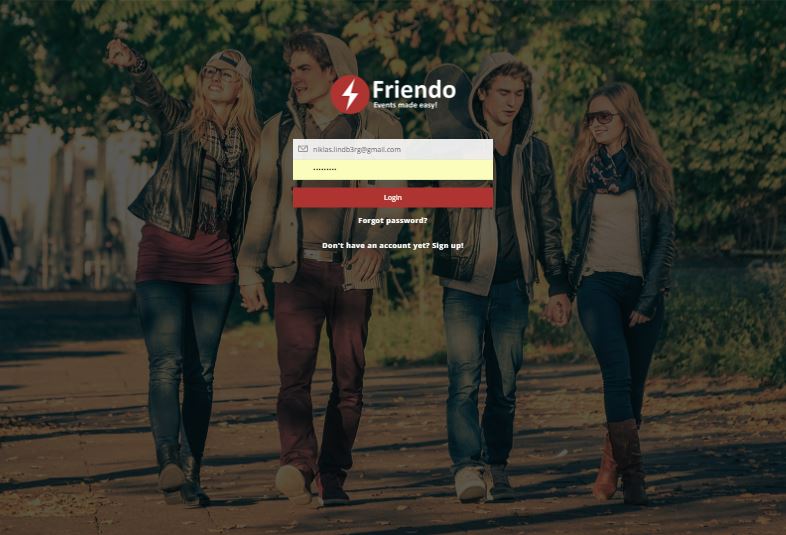 Friendo
Events made easy!
niklas.lindb3rg@gmail.com
•••••••••
Login
Forgot password?
Don't have an account yet? Sign up!